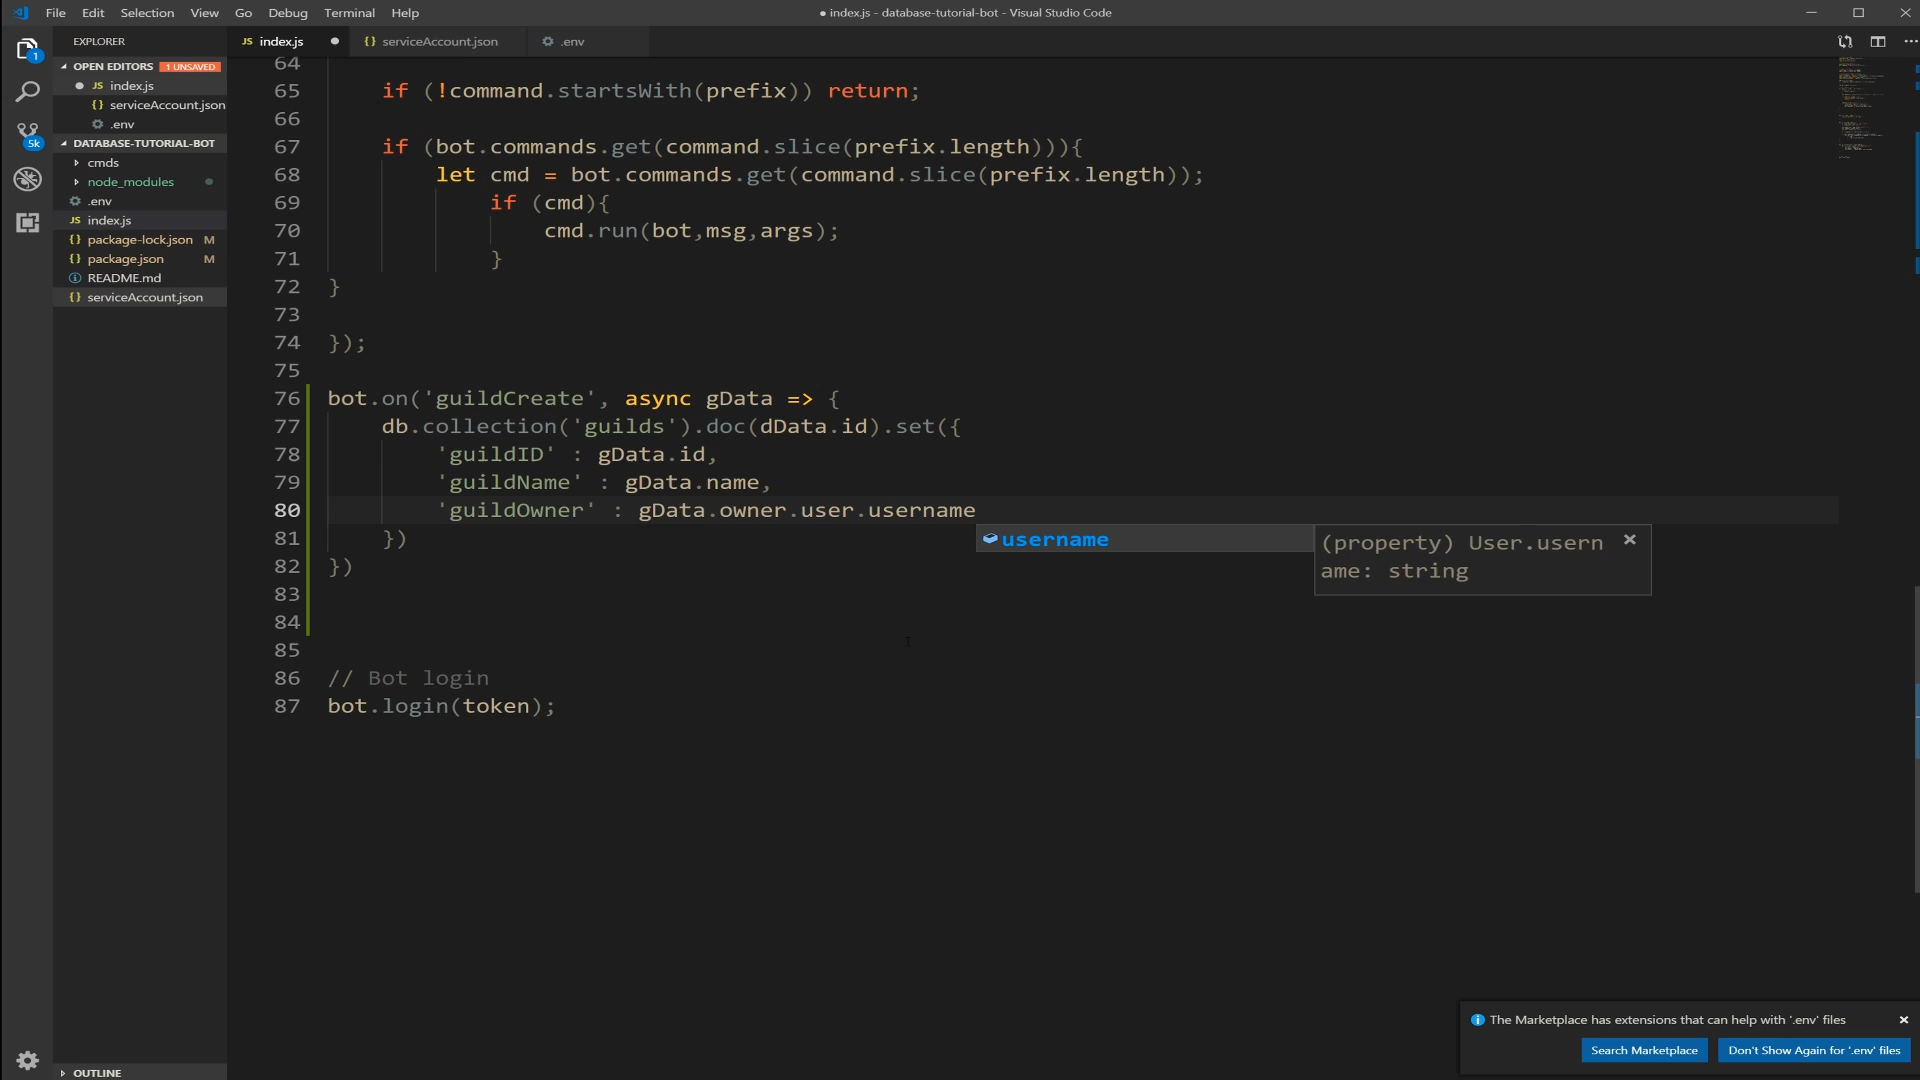 File Edit Selection View Go Debug Terminal Help
● index.js - database-tutorial-bot - Visual Studio Code
EXPLORER
JS index.js
{} serviceAccount.json
.env
OPEN EDITORS 1 UNSAVED
JS index.js
{} serviceAccount.json
.env
DATABASE-TUTORIAL-BOT
cmds
node_modules
.env
JS index.js
{} package-lock.json M
{} package.json M
README.md
{} serviceAccount.json
OUTLINE
1
5k
64
65 if (!command.startsWith(prefix)) return;
66
67 if (bot.commands.get(command.slice(prefix.length))){
68 let cmd = bot.commands.get(command.slice(prefix.length));
69 if (cmd){
70 cmd.run(bot,msg,args);
71 }
72 }
73
74 });
75
76 bot.on('guildCreate', async gData => {
77 db.collection('guilds').doc(dData.id).set({
78 'guildID' : gData.id,
79 'guildName' : gData.name,
80 'guildOwner' : gData.owner.user.username
81 })
82 })
83
84
85
86 // Bot login
87 bot.login(token);
username
(property) User.usern
ame: string
The Marketplace has extensions that can help with '.env' files
Search Marketplace
Don't Show Again for '.env' files